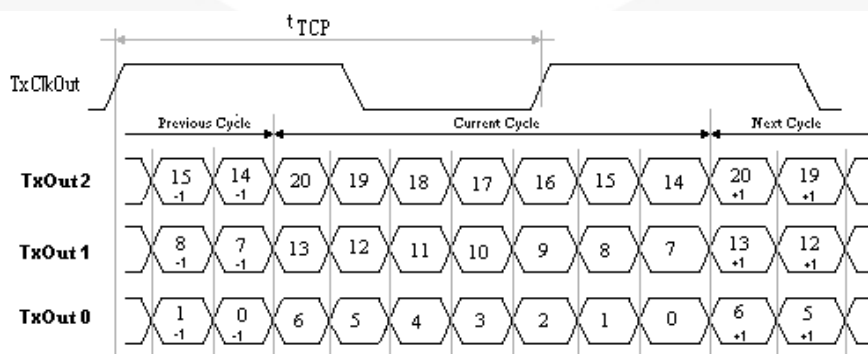 t TCP
TxClkOut
Previous Cycle Current Cycle Next Cycle
TxOut 2 15 -1 14 -1 20 19 18 17 16 15 14 20 +1 19 +1
TxOut 1 8 -1 7 -1 13 12 11 10 9 8 7 13 +1 12 +1
TxOut 0 1 -1 0 -1 6 5 4 3 2 1 0 6 +1 5 +1